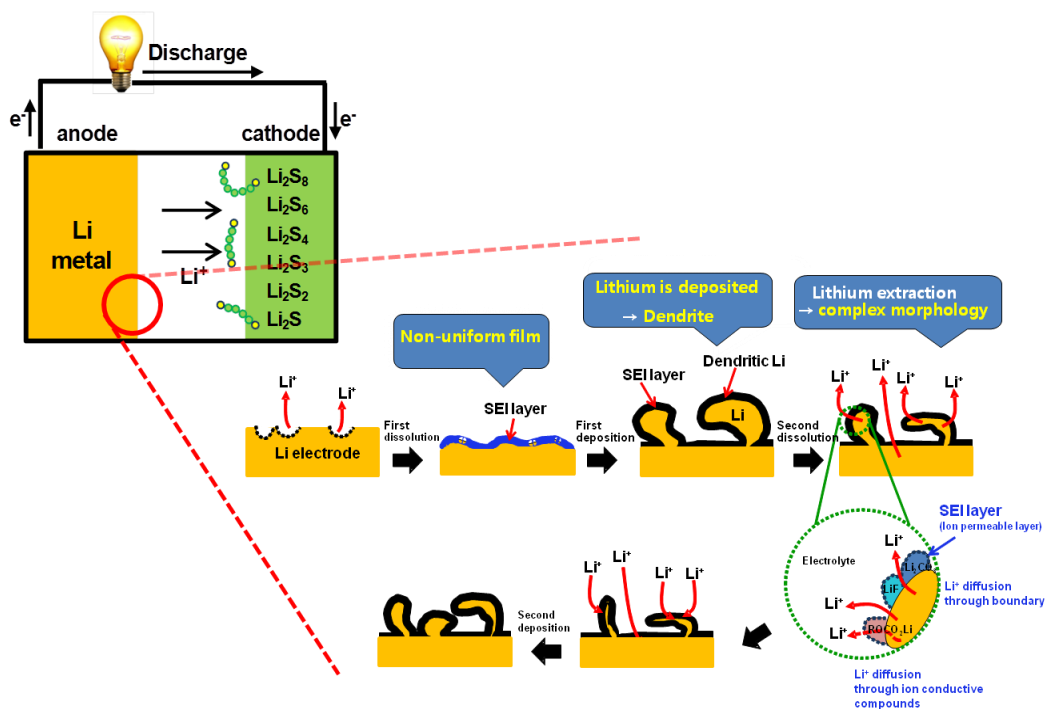 Discharge
e-
e-
anode
cathode
Li
metal
Li+
Li2S8
Li2S6
Li2S4
Li2S3
Li2S2
Li2S
Non-uniform film
Lithium is deposited
→ Dendrite
Lithium extraction
→ complex morphology
Li+
Li+
Li electrode
First
dissolution
SEI layer
First
deposition
SEI layer
Dendritic Li
Li
Second
dissolution
Li+
Li+
Li+
Li+
SEI layer
(Ion permeable layer)
Electrolyte
Li+
Li2CO3
LiF
Li+
ROCO2Li
Li+
Li+ diffusion
through boundary
Li+ diffusion
through ion conductive
compounds
Li+
Li+
Li+
Li+
Second
deposition